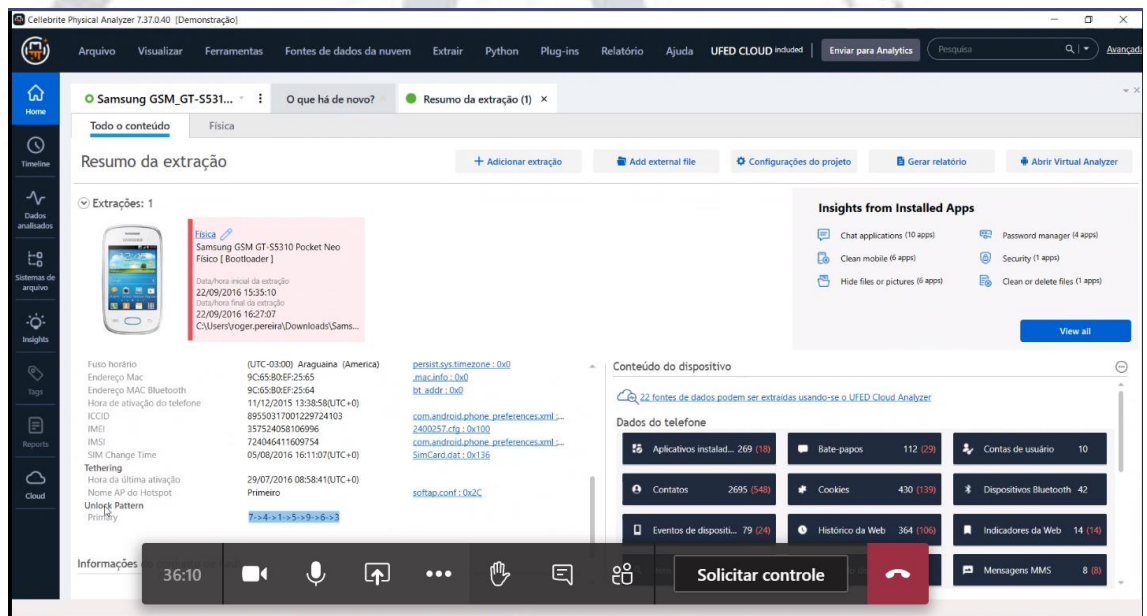 Cellebrite Physical Analyzer 7.37.0.40 [Demonstração]
Arquivo Visualizar Ferramentas Fontes de dados da nuvem Extrair Python Plug-ins Relatório Ajuda UFED CLOUD included Enviar para Analytics Pesquisa Avançada
Home
Timeline
Dados analisados
Sistemas de arquivo
Insights
Tags
Reports
Cloud
Samsung GSM_GT-S531... O que há de novo? Resumo da extração (1)
Todo o conteúdo Física
Resumo da extração
Adicionar extração Add external file Configurações do projeto Gerar relatório Abrir Virtual Analyzer
Extrações: 1
Física
Samsung GSM GT-S5310 Pocket Neo
Físico [ Bootloader ]
Data/hora inicial da extração
22/09/2016 15:35:10
Data/hora final da extração
22/09/2016 16:27:07
C:\Users\roger.pereira\Downloads\Sams...
Insights from Installed Apps
Chat applications (10 apps) Password manager (4 apps)
Clean mobile (6 apps) Security (1 apps)
Hide files or pictures (6 apps) Clean or delete files (1 apps)
View all
Fuso horário (UTC-03:00) Araguaina (America) persist.sys.timezone : 0x0
Endereço Mac 9C:65:B0:EF:25:65 .mac.info : 0x0
Endereço MAC Bluetooth 9C:65:B0:EF:25:64 bt_addr : 0x0
Hora de ativação do telefone 11/12/2015 13:38:58(UTC+0)
ICCID 89550317001229724103 com.android.phone_preferences.xml :...
IMEI 357524058106996 2400257.cfg : 0x100
IMSI 724046411609754 com.android.phone_preferences.xml :...
SIM Change Time 05/08/2016 16:11:07(UTC+0) SimCard.dat : 0x136
Tethering
Hora da última ativação 29/07/2016 08:58:41(UTC+0)
Nome AP do Hotspot Primeiro softap.conf : 0x2C
Unlock Pattern
Primary 7->4->1->5->9->6->3
Informações
Conteúdo do dispositivo
22 fontes de dados podem ser extraídas usando-se o UFED Cloud Analyzer
Dados do telefone
Aplicativos instalad... 269 (18) Bate-papos 112 (29) Contas de usuário 10
Contatos 2695 (548) Cookies 430 (139) Dispositivos Bluetooth 42
Eventos de dispositi... 79 (24) Histórico da Web 364 (106) Indicadores da Web 14 (14)
Mensagens MMS 8 (8)
36:10 Solicitar controle